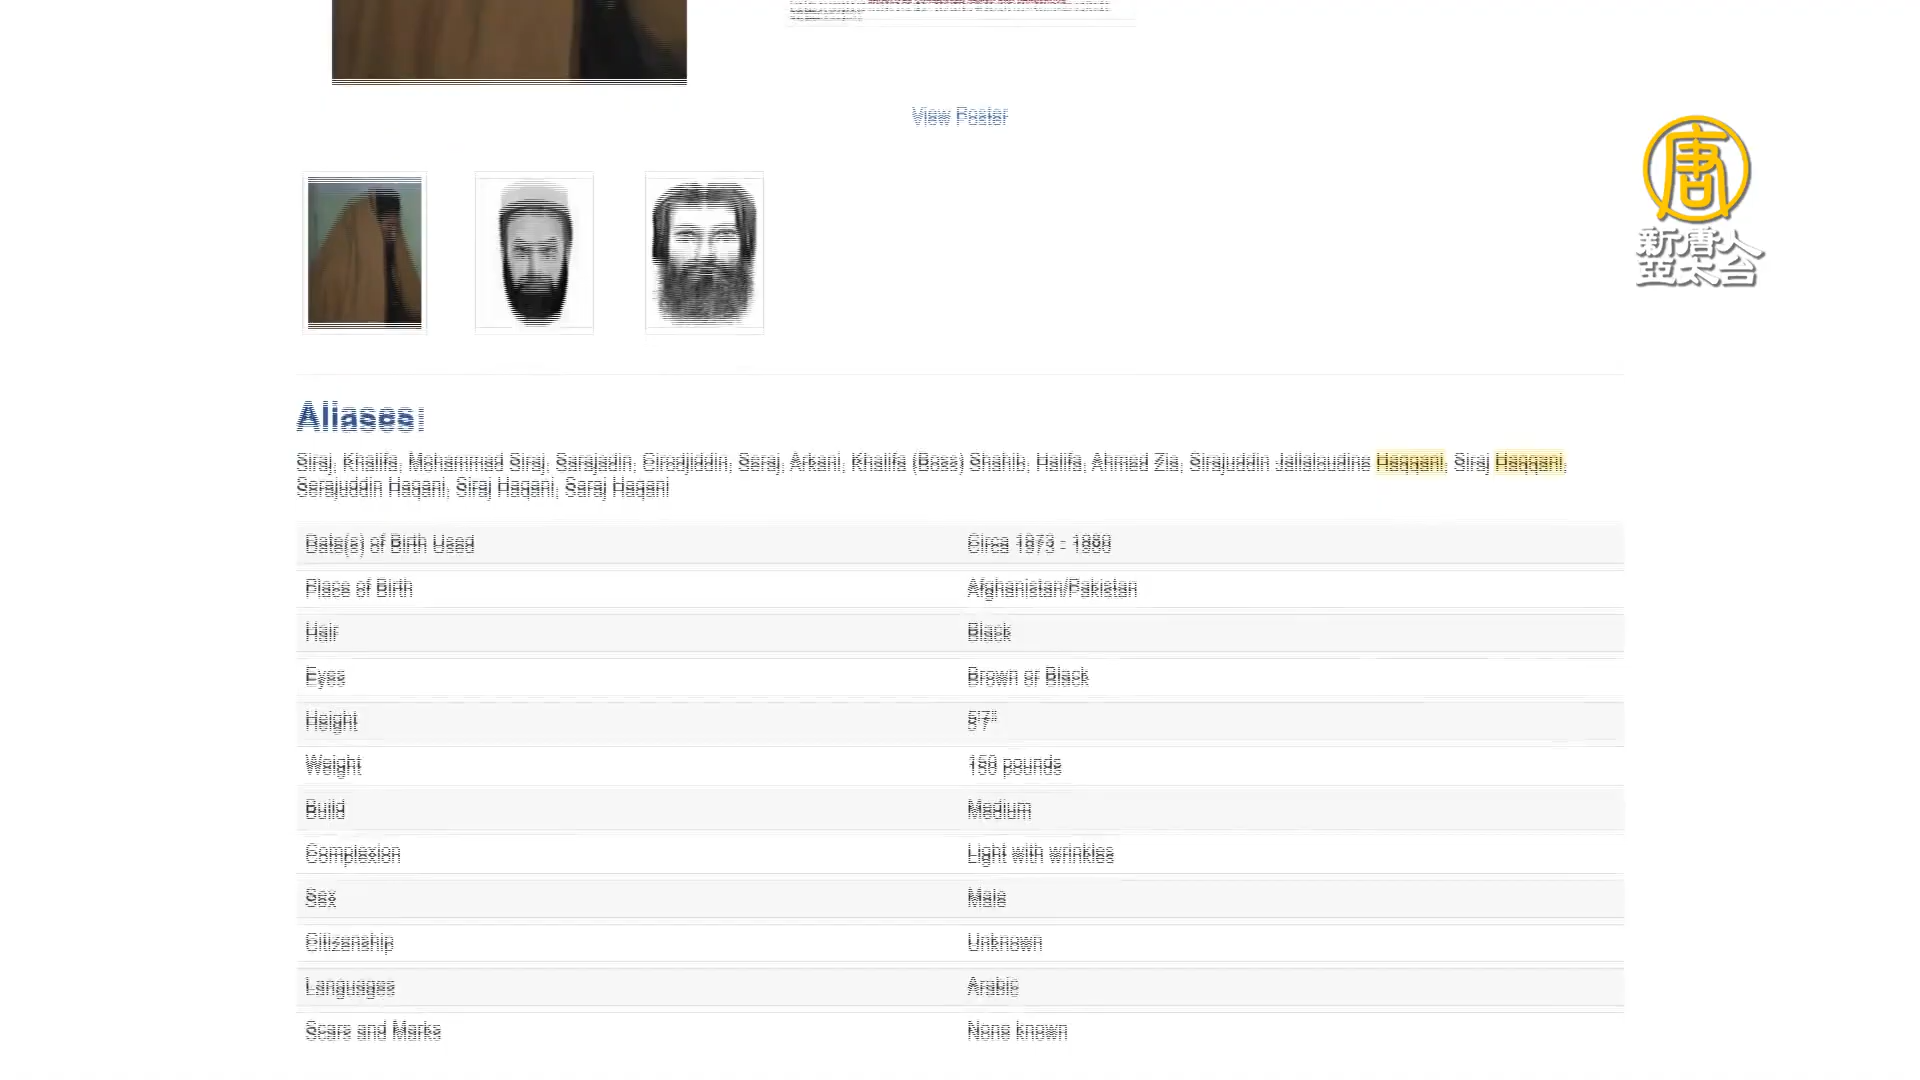 View Poster
唐
新唐人
亞太台
Aliases:
Siraj, Khalifa, Mohammad Siraj, Sarajadin, Cirodjiddin, Seraj, Arkani, Khalifa (Boss) Shahib, Halifa, Ahmed Zia, Sirajuddin Jallaloudine Haqqani, Siraj Haqqani,
Serajuddin Haqani, Siraj Haqani, Saraj Haqani
Date(s) of Birth Used Circa 1973 - 1980
Place of Birth Afghanistan/Pakistan
Hair Black
Eyes Brown or Black
Height 5'7"
Weight 150 pounds
Build Medium
Complexion Light with wrinkles
Sex Male
Citizenship Unknown
Languages Arabic
Scars and Marks None known